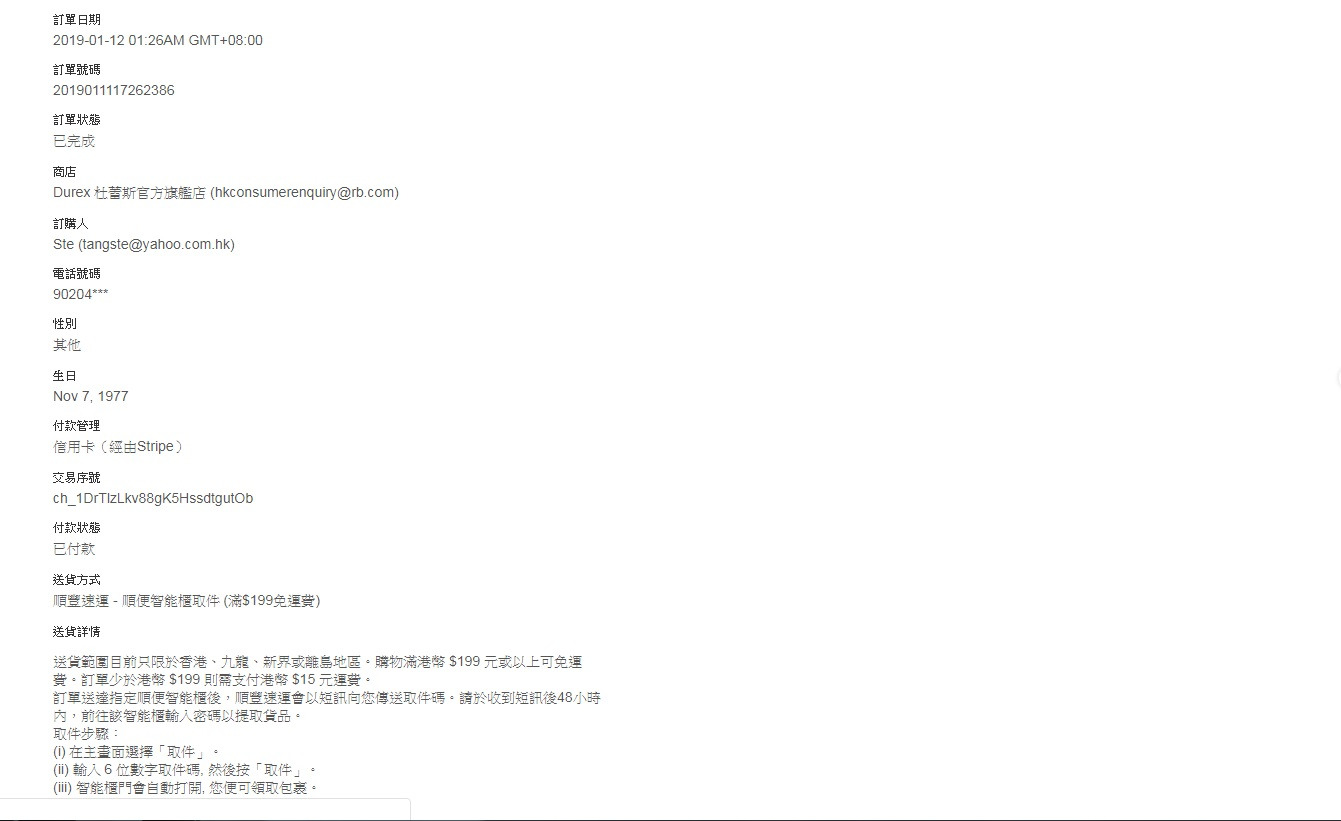 訂單日期
2019-01-12 01:26AM GMT+08:00
訂單號碼
2019011117262386
訂單狀態
已完成
商店
Durex 杜蕾斯官方旗艦店 (hkconsumerenquiry@rb.com)
訂購人
Ste (tangste@yahoo.com.hk)
電話號碼
90204***
性別
其他
生日
Nov 7, 1977
付款管理
信用卡（經由Stripe）
交易序號
ch_1DrTIzLkv88gK5HssdtgutOb
付款狀態
已付款
送貨方式
順豐速運 - 順便智能櫃取件 (滿$199免運費)
送貨詳情
送貨範圍目前只限於香港、九龍、新界或離島地區。購物滿港幣 $199 元或以上可免運
費。訂單少於港幣 $199 則需支付港幣 $15 元運費。
訂單送達指定順便智能櫃後，順豐速運會以短訊向您傳送取件碼。請於收到短訊後48小時
內，前往該智能櫃輸入密碼以提取貨品。
取件步驟：
(i) 在主畫面選擇「取件」。
(ii) 輸入 6 位數字取件碼, 然後按「取件」。
(iii) 智能櫃門會自動打開, 您便可領取包裹。